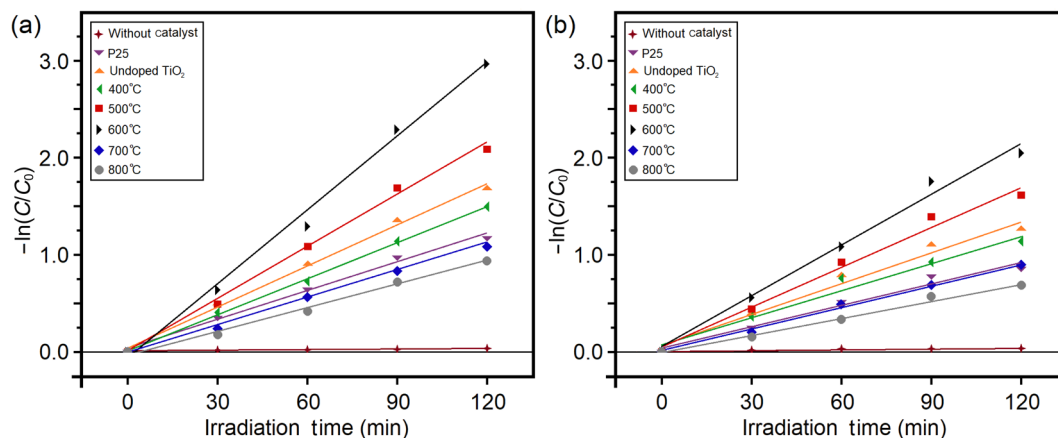 (a)
−ln(C/C₀)
3.0
2.0
1.0
0.0
Without catalyst
P25
Undoped TiO₂
400℃
500℃
600℃
700℃
800℃
0 30 60 90 120
Irradiation time (min)
(b)
−ln(C/C₀)
3.0
2.0
1.0
0.0
Without catalyst
P25
Undoped TiO₂
400℃
500℃
600℃
700℃
800℃
0 30 60 90 120
Irradiation time (min)